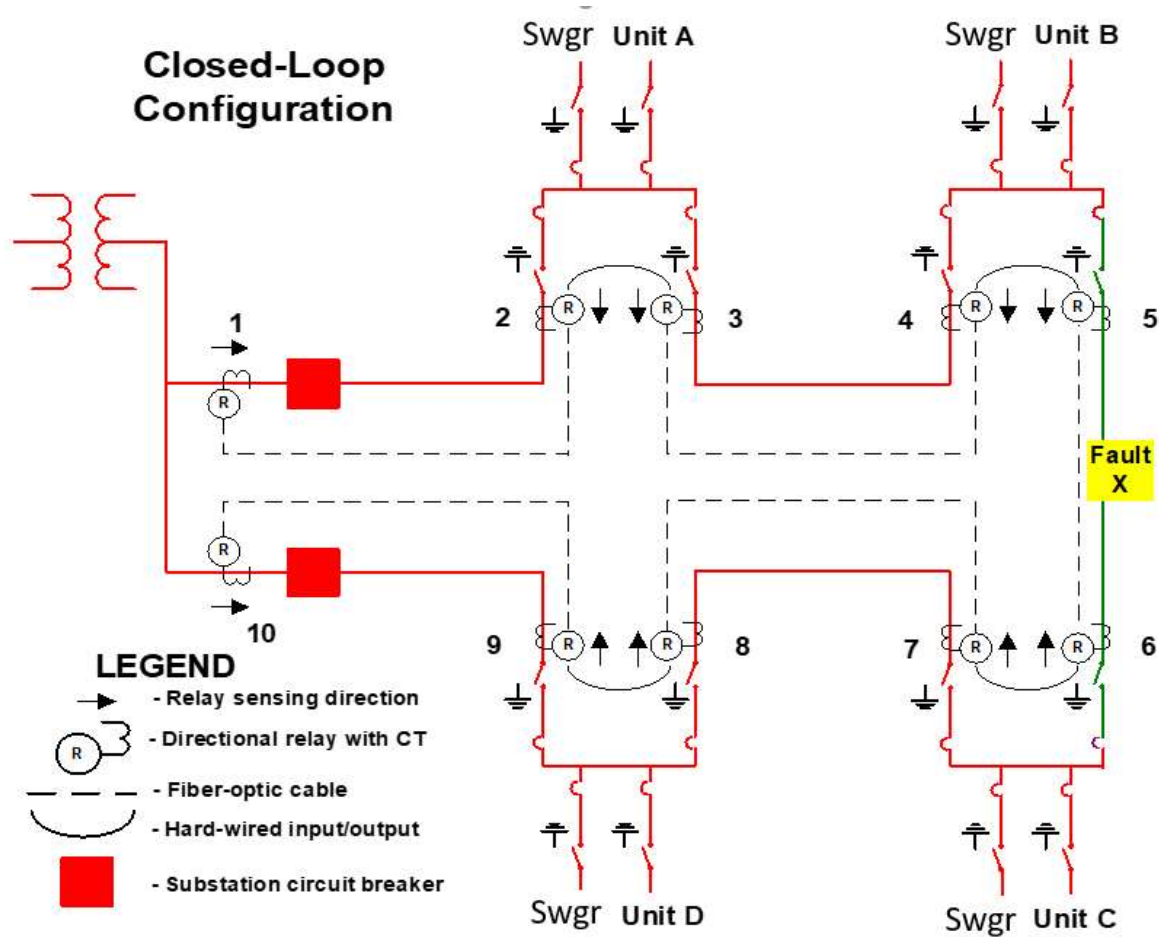 Swgr Unit A
Swgr Unit B
Closed-Loop
Configuration
1
R
2
R
R
3
4
R
R
5
Fault
X
R
10
9
R
R
8
7
R
R
6
LEGEND
- Relay sensing direction
R
- Directional relay with CT
- Fiber-optic cable
- Hard-wired input/output
- Substation circuit breaker
Swgr Unit D
Swgr Unit C